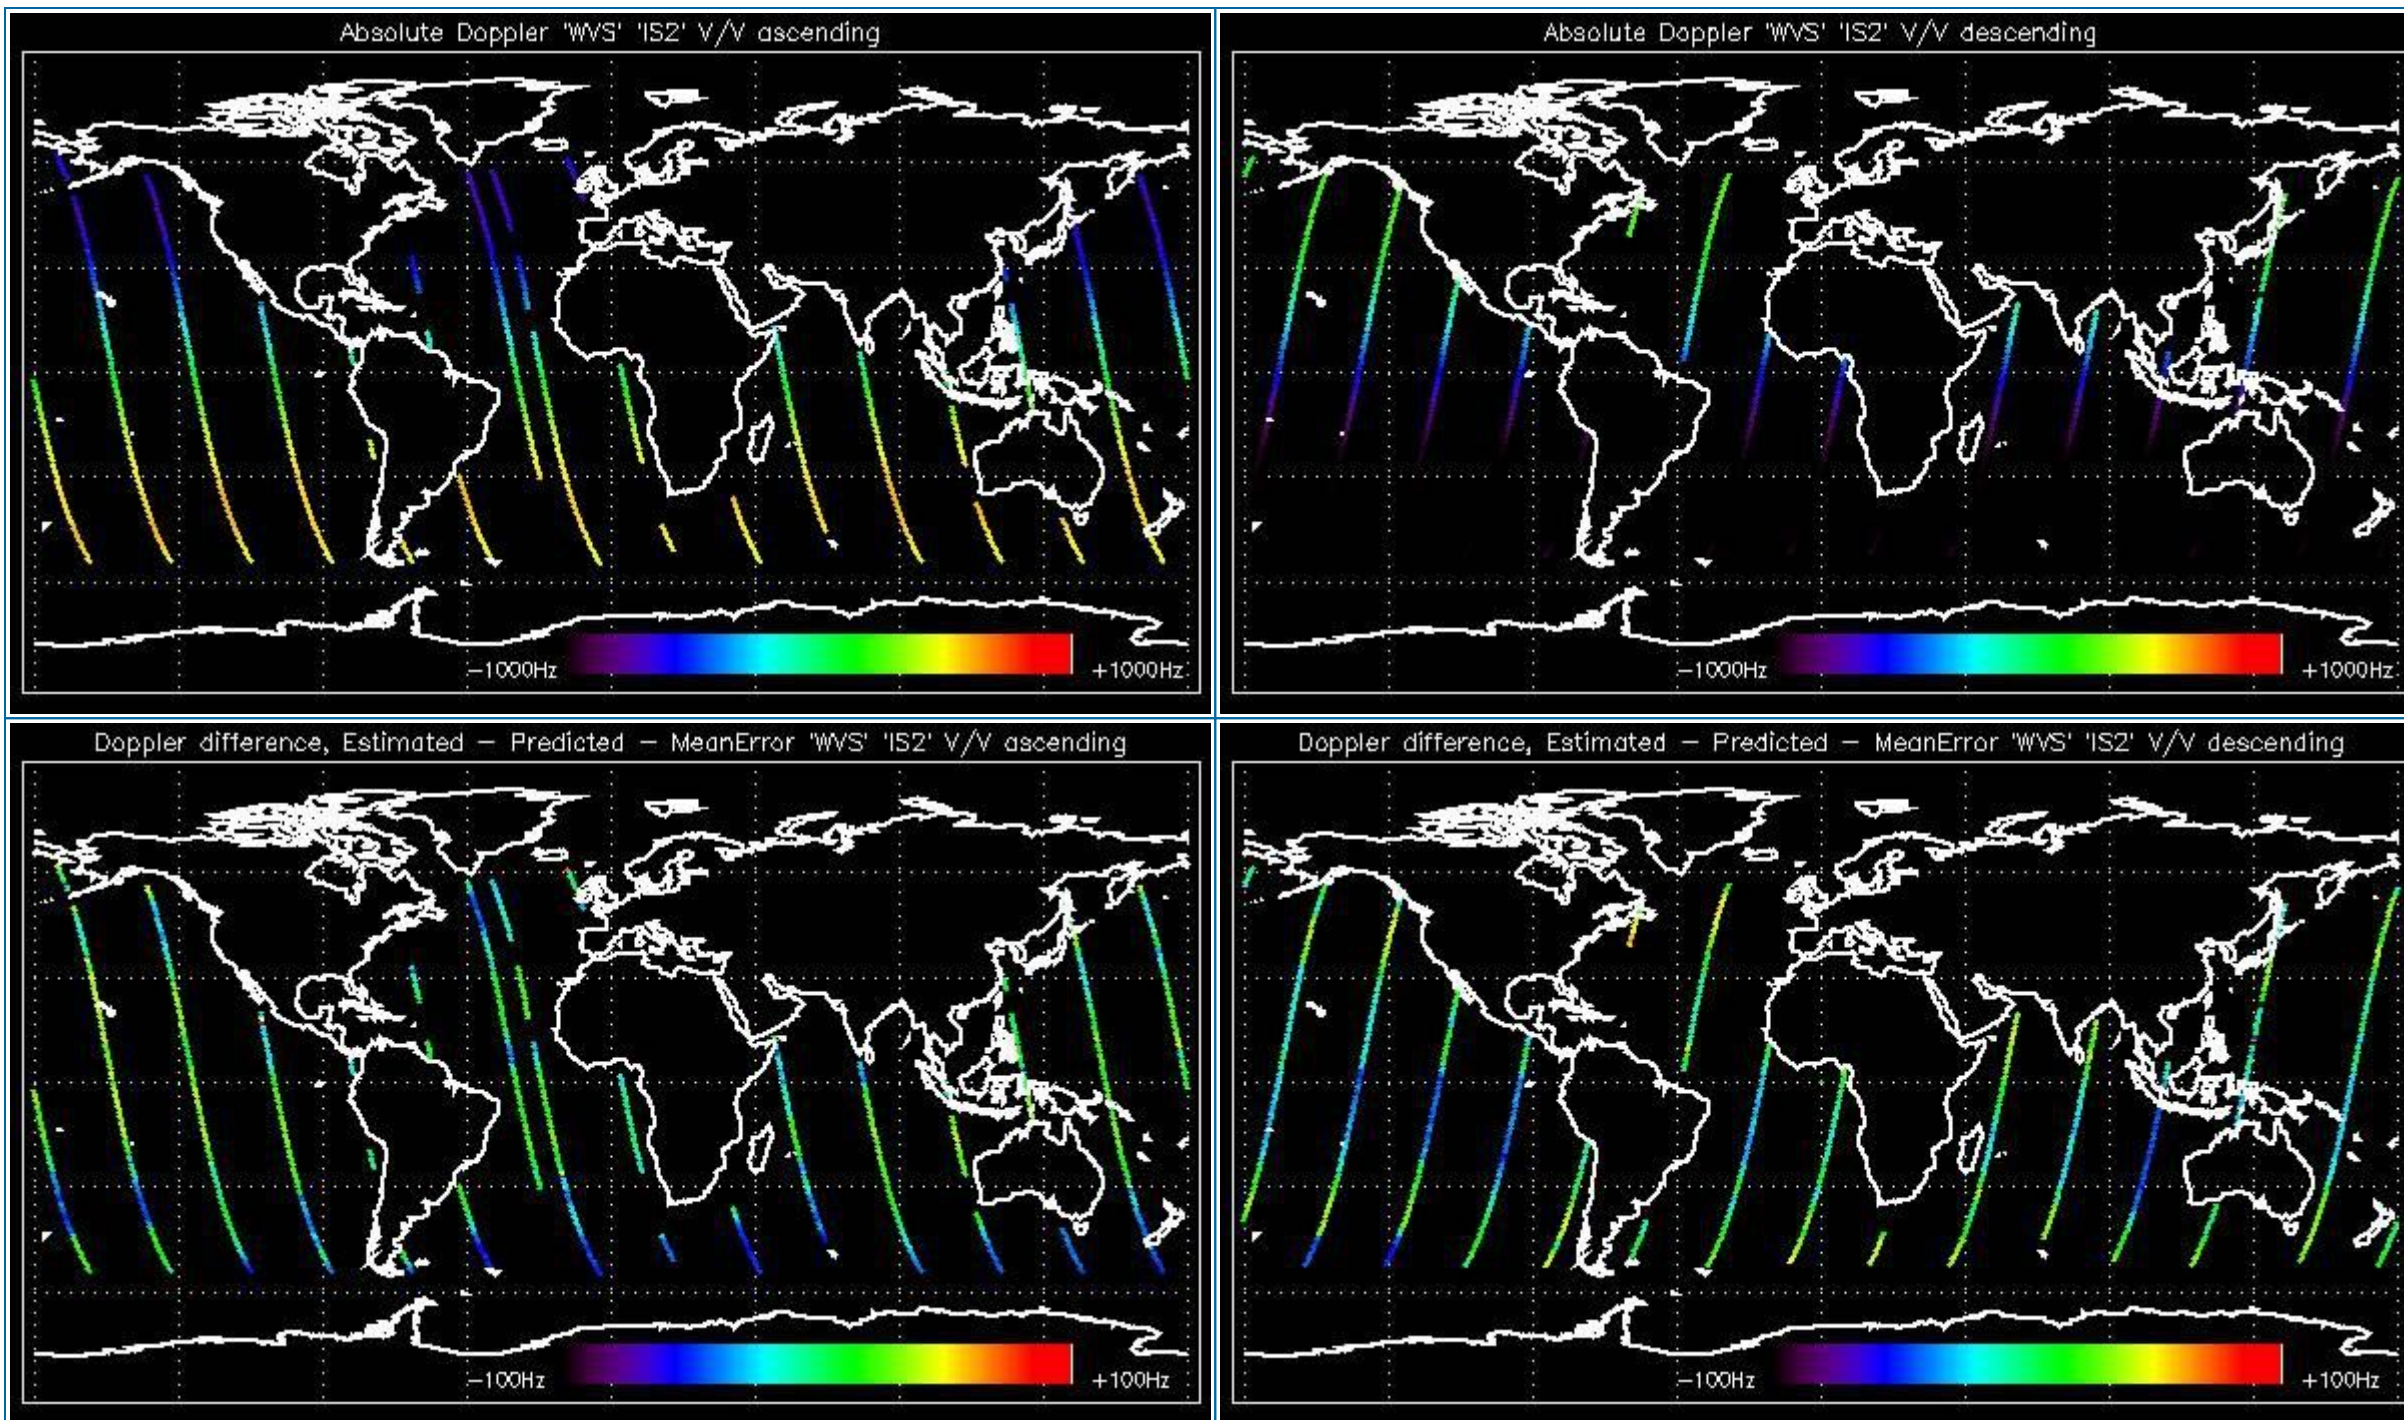 Absolute Doppler 'WVS' 'IS2' V/V ascending
−1000Hz +1000Hz
Absolute Doppler 'WVS' 'IS2' V/V descending
−1000Hz +1000Hz
Doppler difference, Estimated − Predicted − MeanError 'WVS' 'IS2' V/V ascending
−100Hz +100Hz
Doppler difference, Estimated − Predicted − MeanError 'WVS' 'IS2' V/V descending
−100Hz +100Hz